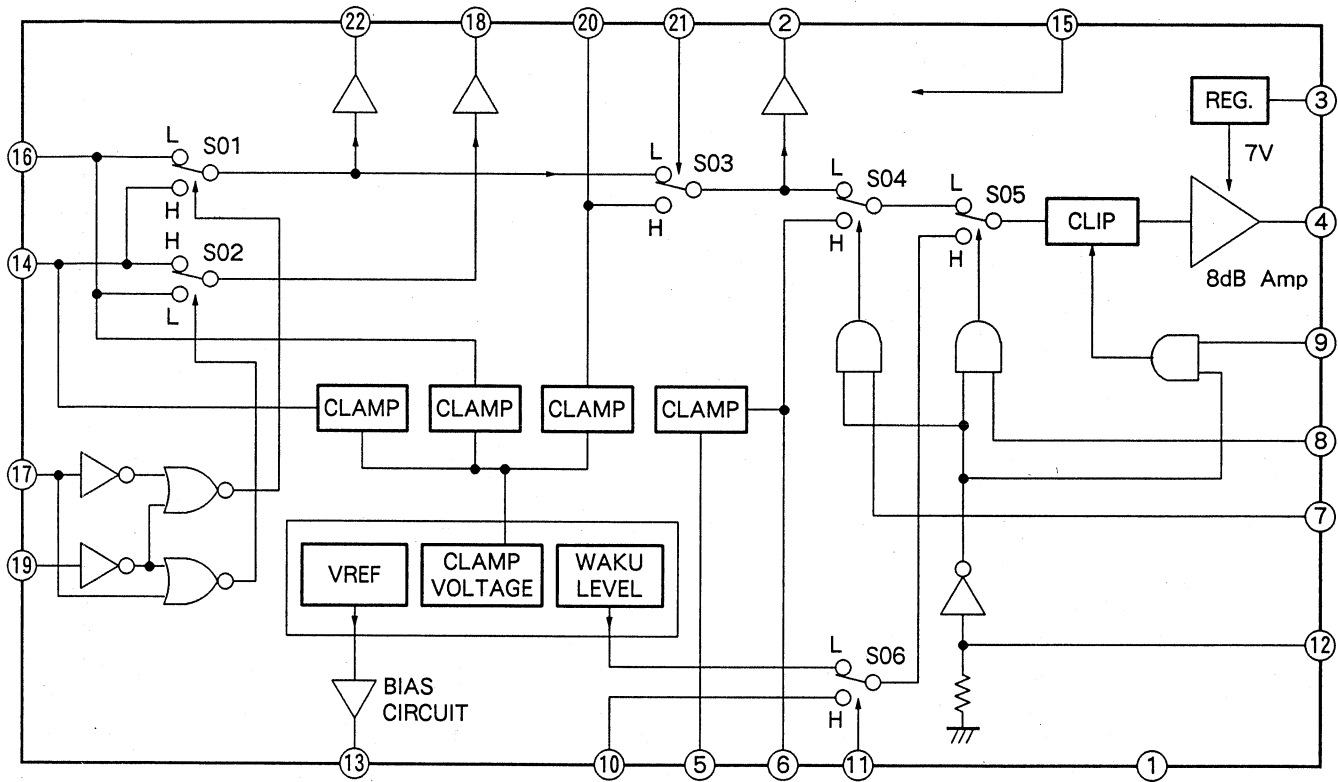 22
18
20
21
2
15
REG.
3
7V
16
L
S01
H
L
S03
H
L
S04
H
L
S05
H
CLIP
4
8dB Amp
14
H
S02
L
9
CLAMP
CLAMP
CLAMP
CLAMP
8
17
7
19
VREF
CLAMP
VOLTAGE
WAKU
LEVEL
12
L
S06
H
BIAS
CIRCUIT
13
10
5
6
11
1